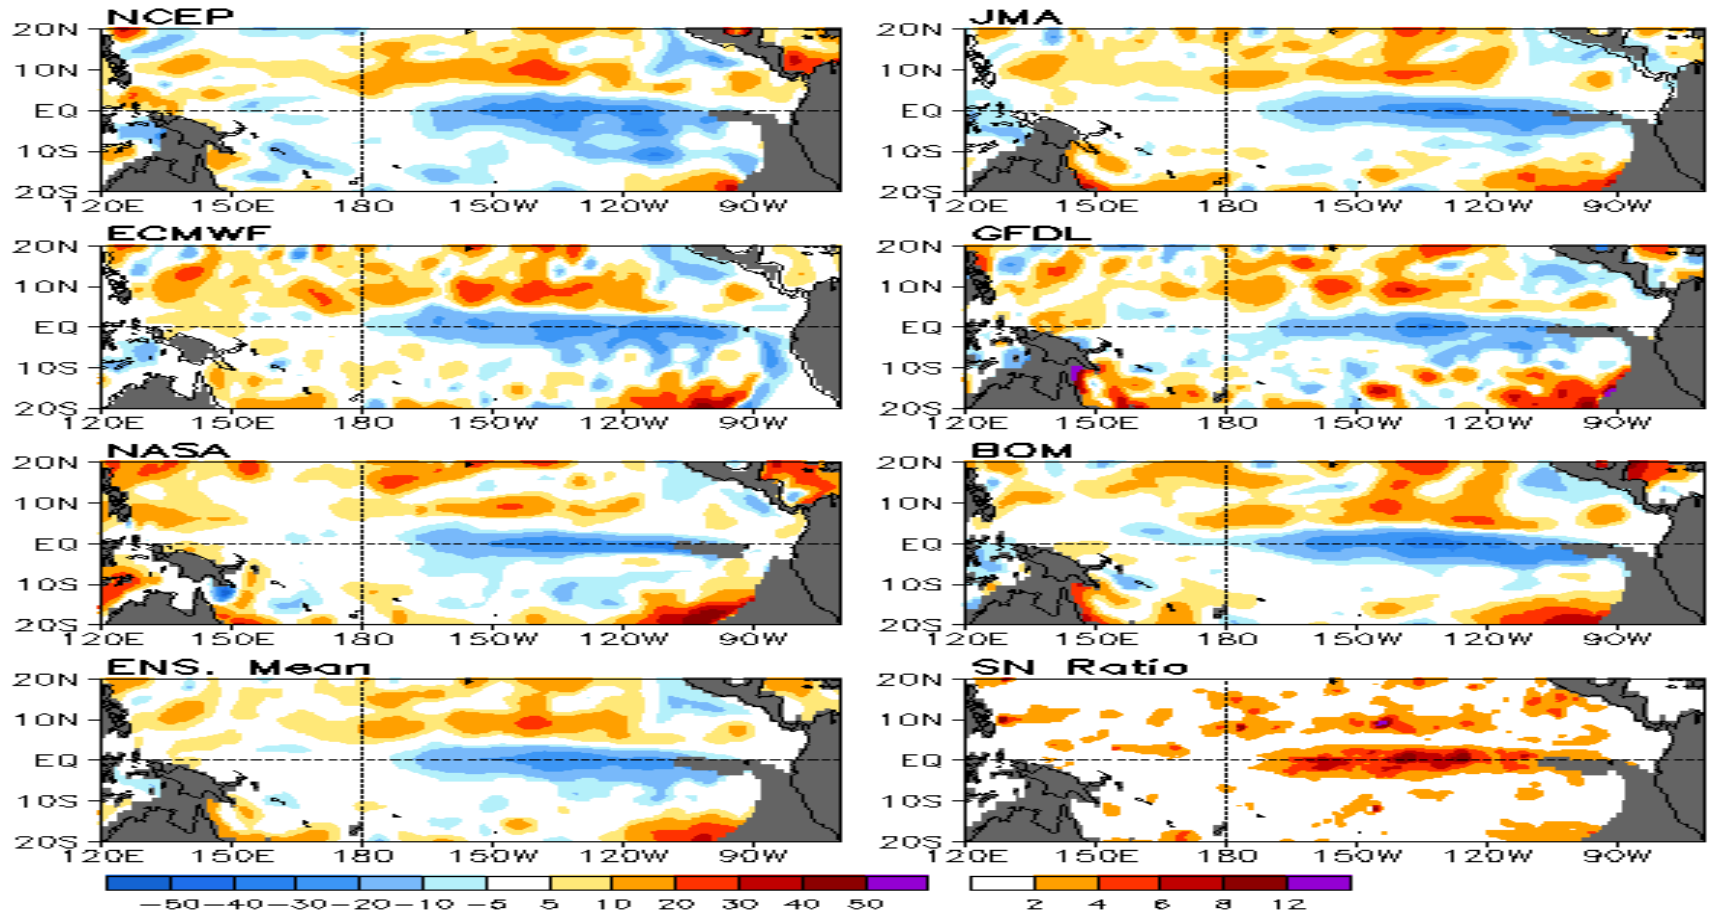 NCEP
JMA
20N
10N
EQ
10S
20S
120E 150E 180 150W 120W 90W
20N
10N
EQ
10S
20S
120E 150E 180 150W 120W 90W
ECMWF
GFDL
20N
10N
EQ
10S
20S
120E 150E 180 150W 120W 90W
20N
10N
EQ
10S
20S
120E 150E 180 150W 120W 90W
NASA
BOM
20N
10N
EQ
10S
20S
120E 150E 180 150W 120W 90W
20N
10N
EQ
10S
20S
120E 150E 180 150W 120W 90W
ENS. Mean
SN Ratio
20N
10N
EQ
10S
20S
120E 150E 180 150W 120W 90W
20N
10N
EQ
10S
20S
120E 150E 180 150W 120W 90W
-50 -40 -30 -20 -10 -5 5 10 20 30 40 50
2 4 6 8 12